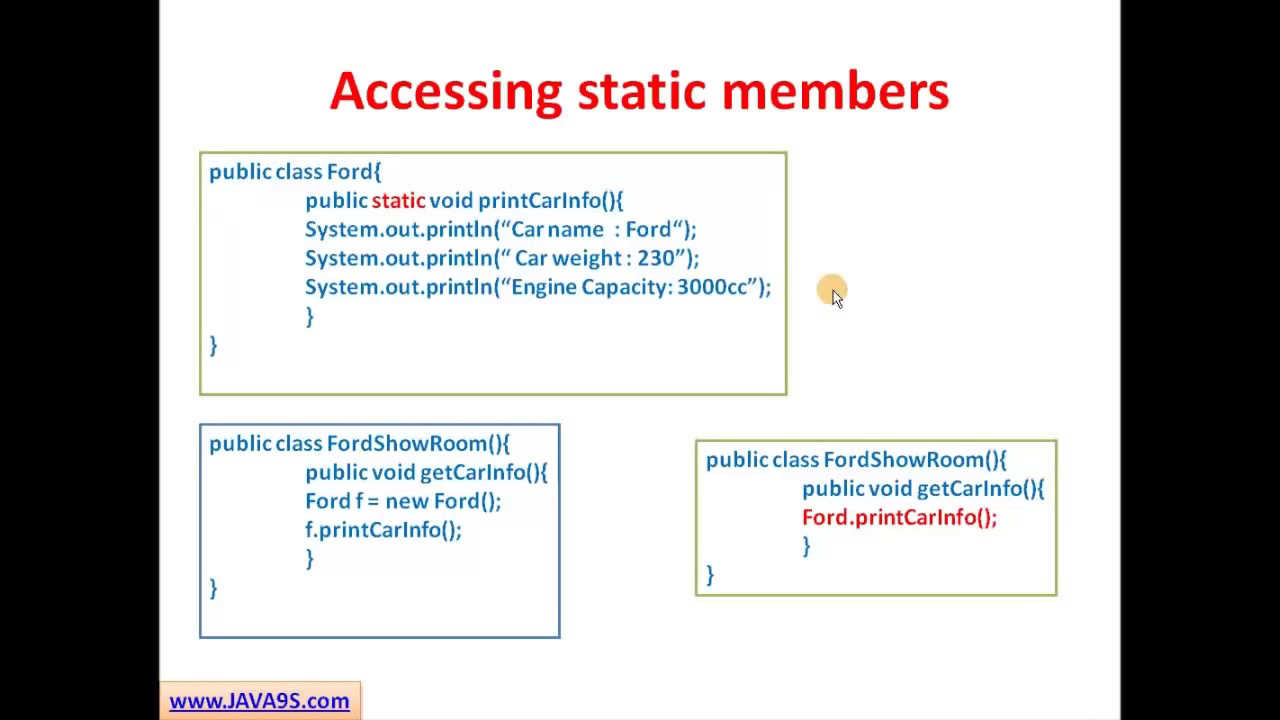 Accessing static members
public class Ford{
public static void printCarInfo(){
System.out.println(“Car name  : Ford“);
System.out.println(“ Car weight : 230”);
System.out.println(“Engine Capacity: 3000cc”);
}
}
public class FordShowRoom(){
public void getCarInfo(){
Ford f = new Ford();
f.printCarInfo();
}
}
public class FordShowRoom(){
public void getCarInfo(){
Ford.printCarInfo();
}
}
www.JAVA9S.com